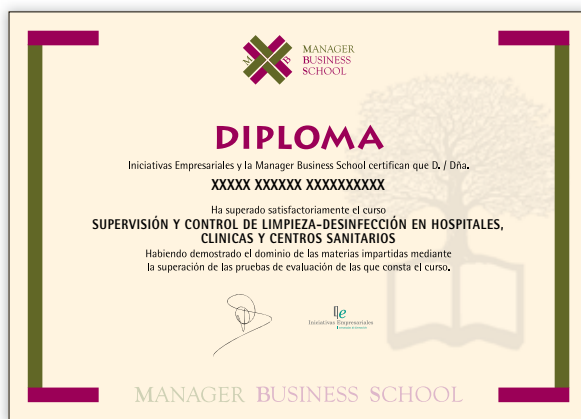 MANAGER
BUSINESS
SCHOOL
M B
DIPLOMA
Iniciativas Empresariales y la Manager Business School certifican que D. / Dña.
XXXXX XXXXXX XXXXXXXXXX
Ha superado satisfactoriamente el curso
SUPERVISIÓN Y CONTROL DE LIMPIEZA-DESINFECCIÓN EN HOSPITALES,
CLINICAS Y CENTROS SANITARIOS
Habiendo demostrado el dominio de las materias impartidas mediante
la superación de las pruebas de evaluación de las que consta el curso.
Ile
Iniciativas Empresariales
MANAGER BUSINESS SCHOOL